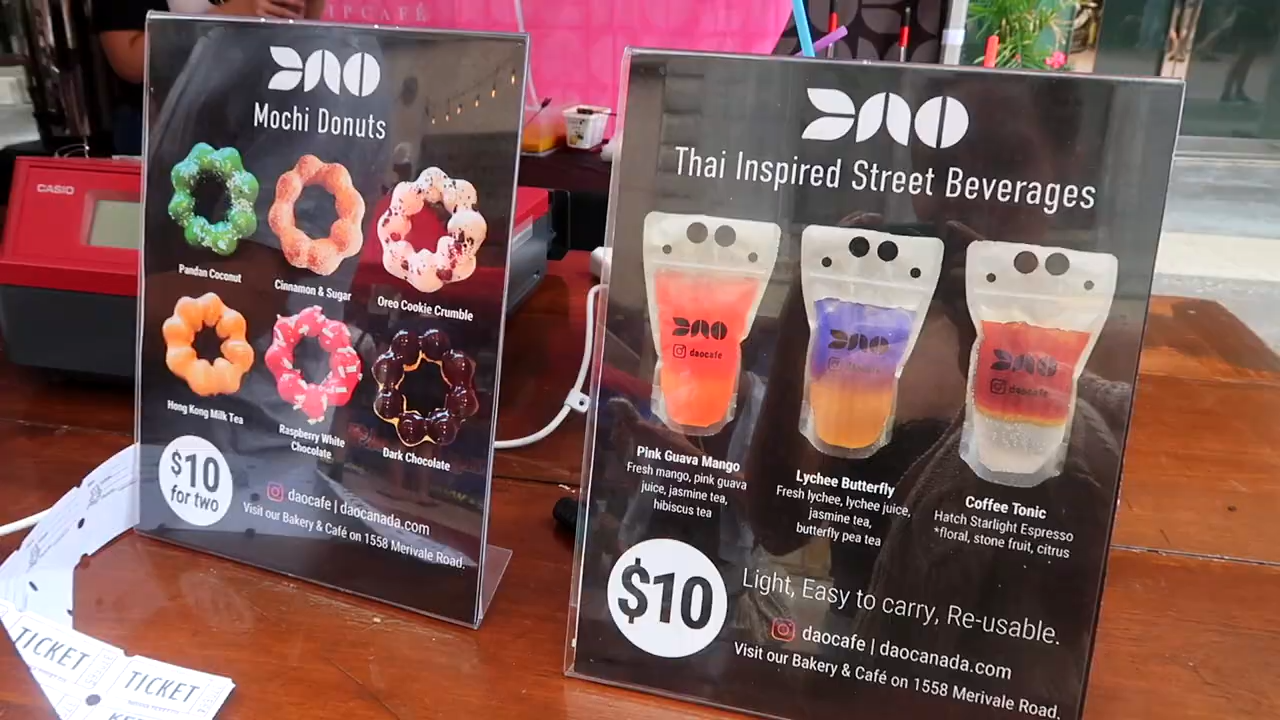 IPCAFÉ
CASIO
DAO
Mochi Donuts
Pandan Coconut
Cinnamon & Sugar
Oreo Cookie Crumble
Hong Kong Milk Tea
Raspberry White
Chocolate
Dark Chocolate
$10
for two
daocafe | daocanada.com
Visit our Bakery & Café on 1558 Merivale Road.
TICKET
TICKET
DAO
Thai Inspired Street Beverages
DAO
daocafe
DAO
daocafe
DAO
daocafe
Pink Guava Mango
Fresh mango, pink guava
juice, jasmine tea,
hibiscus tea
Lychee Butterfly
Fresh lychee, lychee juice,
jasmine tea,
butterfly pea tea
Coffee Tonic
Hatch Starlight Espresso
*floral, stone fruit, citrus
$10
Light, Easy to carry, Re-usable.
daocafe | daocanada.com
Visit our Bakery & Café on 1558 Merivale Road.